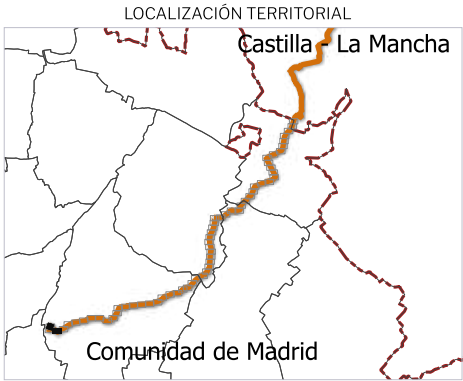 LOCALIZACIÓN TERRITORIAL
Castilla - La Mancha
Comunidad de Madrid